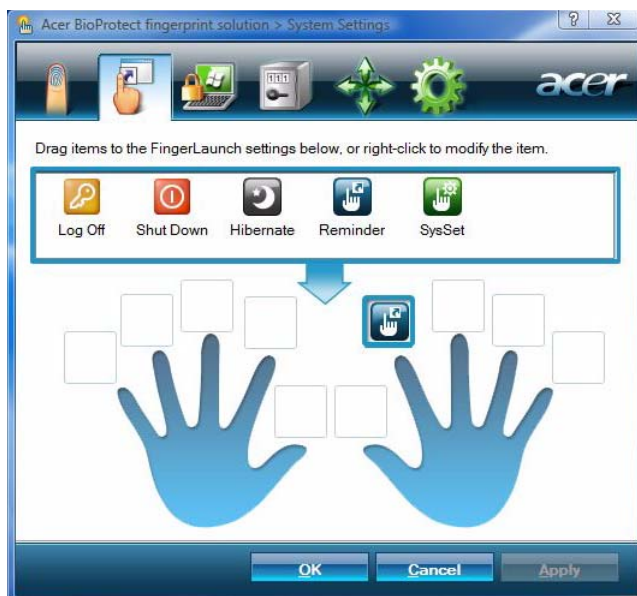 Acer BioProtect fingerprint solution > System Settings
acer
Drag items to the FingerLaunch settings below, or right-click to modify the item.
Log Off Shut Down Hibernate Reminder SysSet
OK Cancel Apply